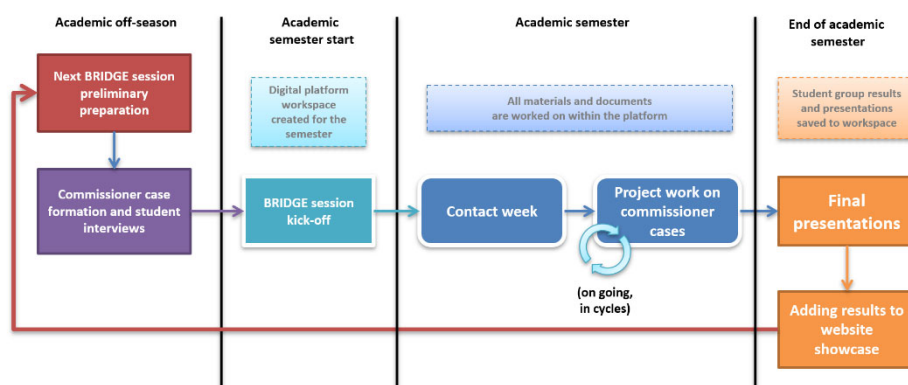 Academic off-season
Academic
semester start
Academic semester
End of academic
semester
Next BRIDGE session
preliminary
preparation
Digital platform
workspace
created for the
semester
All materials and documents
are worked on within the platform
Student group results
and presentations
saved to workspace
Commissioner case
formation and student
interviews
BRIDGE session
kick-off
Contact week
Project work on
commissioner
cases
Final
presentations
(on going,
in cycles)
Adding results to
website
showcase